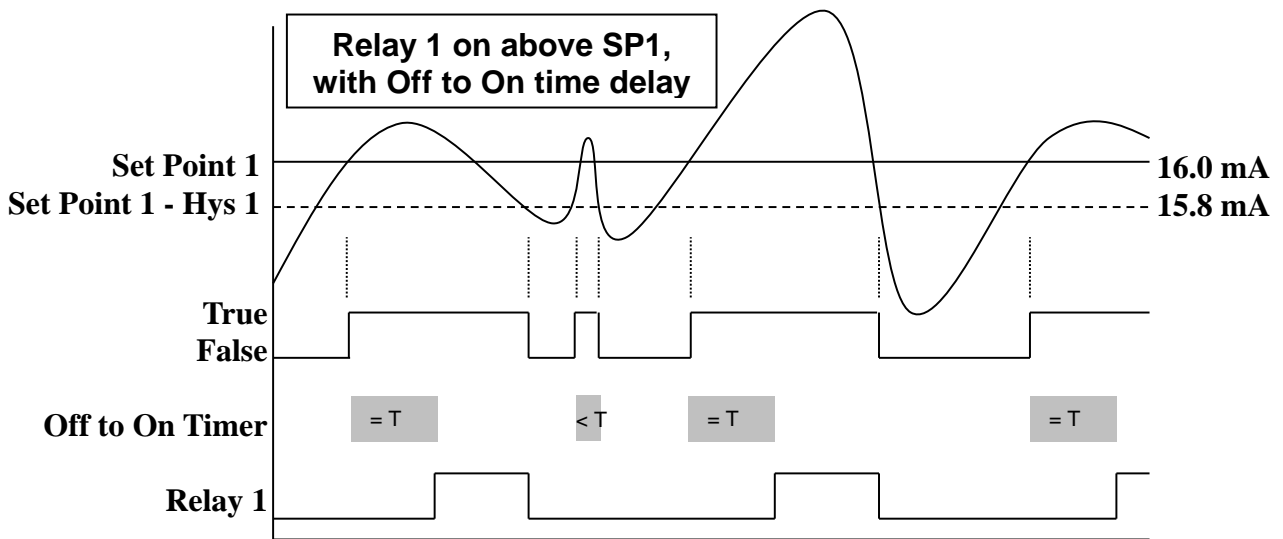 Relay 1 on above SP1,
with Off to On time delay
Set Point 1
16.0 mA
Set Point 1 - Hys 1
15.8 mA
True
False
Off to On Timer
= T
< T
= T
= T
Relay 1